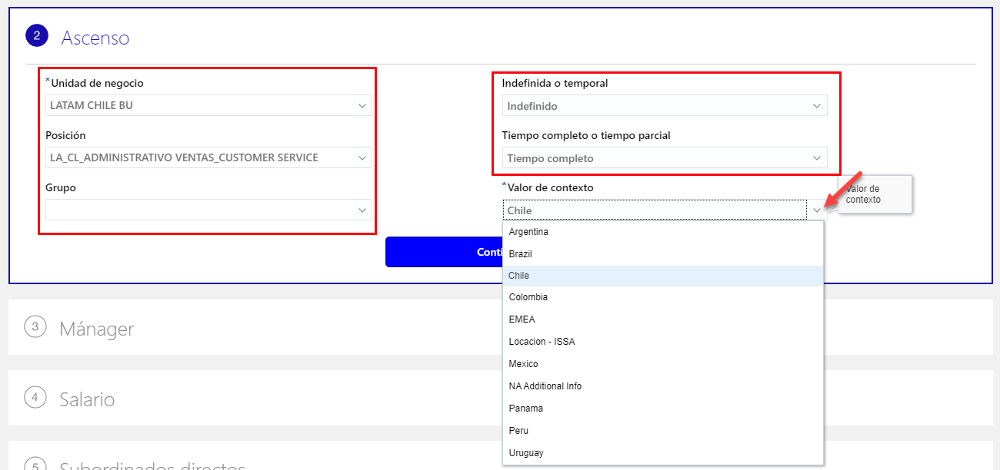 2 Ascenso
*Unidad de negocio
LATAM CHILE BU
Posición
LA_CL_ADMINISTRATIVO VENTAS_CUSTOMER SERVICE
Grupo
Indefinida o temporal
Indefinido
Tiempo completo o tiempo parcial
Tiempo completo
*Valor de contexto
Chile
Valor de
contexto
Argentina
Brazil
Chile
Colombia
EMEA
Locacion - ISSA
Mexico
NA Additional Info
Panama
Peru
Uruguay
Conti
3 Mánager
4 Salario
5 Subordinados directos